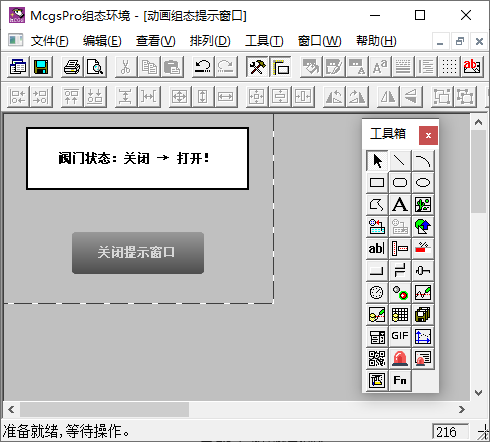 McgsPro组态环境 - [动画组态提示窗口]
文件(F) 编辑(E) 查看(V) 排列(D) 工具(T) 窗口(W) 帮助(H)
阀门状态：关闭 → 打开！
关闭提示窗口
工具箱
A
ab|
GIF
Fn
准备就绪,等待操作。
216